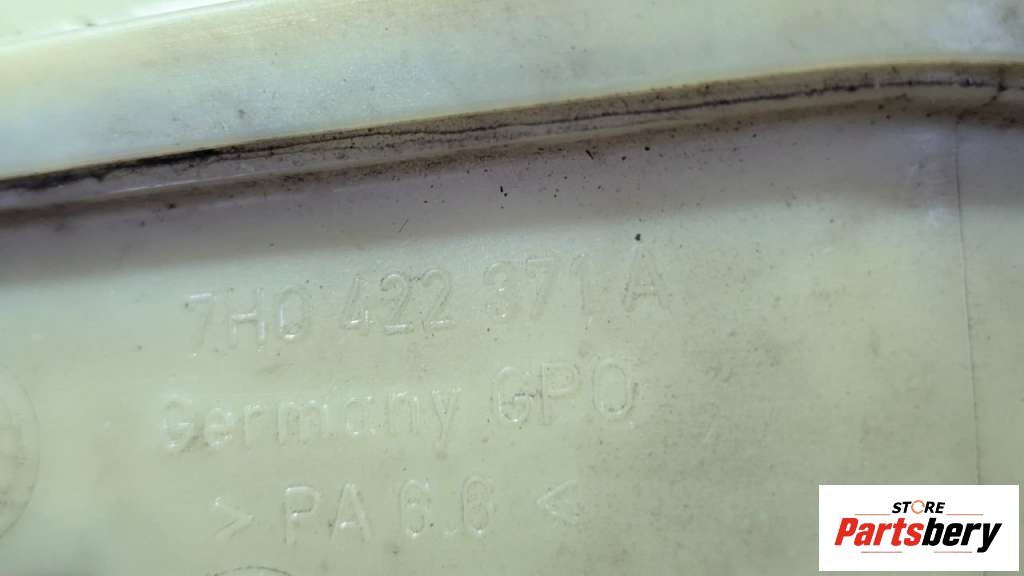 7H0 422 371 A
Germany GPO
> PA 6.6 <
STORE
Partsbery